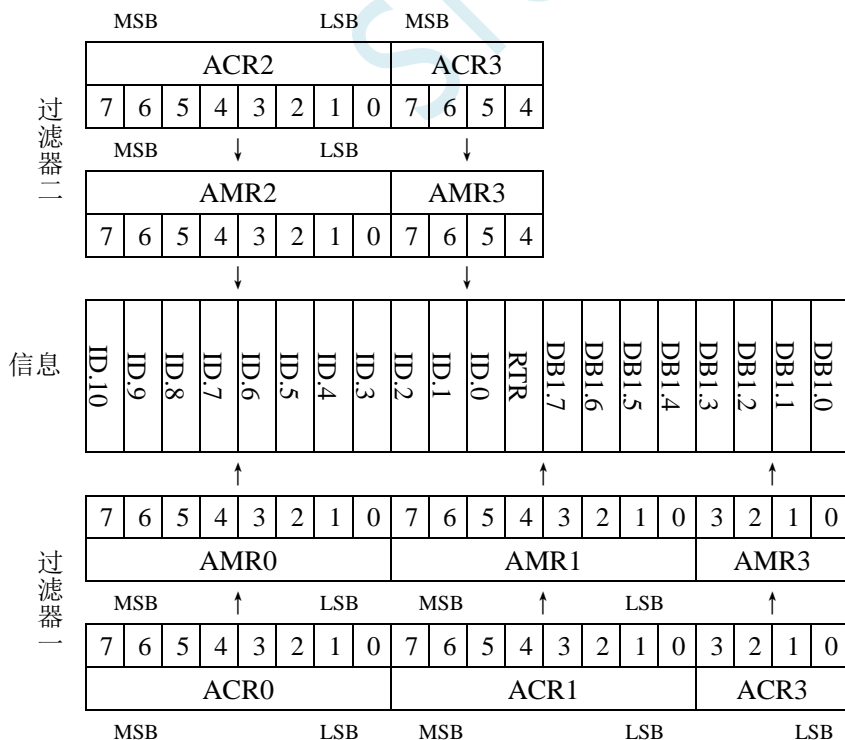 MSB LSB MSB
ACR2 ACR3
7 6 5 4 3 2 1 0 7 6 5 4
过滤器二
MSB LSB
AMR2 AMR3
7 6 5 4 3 2 1 0 7 6 5 4
信息
ID.10 ID.9 ID.8 ID.7 ID.6 ID.5 ID.4 ID.3 ID.2 ID.1 ID.0 RTR DB1.7 DB1.6 DB1.5 DB1.4 DB1.3 DB1.2 DB1.1 DB1.0
7 6 5 4 3 2 1 0 7 6 5 4 3 2 1 0 3 2 1 0
AMR0 AMR1 AMR3
过滤器一
MSB LSB MSB LSB
7 6 5 4 3 2 1 0 7 6 5 4 3 2 1 0 3 2 1 0
ACR0 ACR1 ACR3
MSB LSB MSB LSB LSB